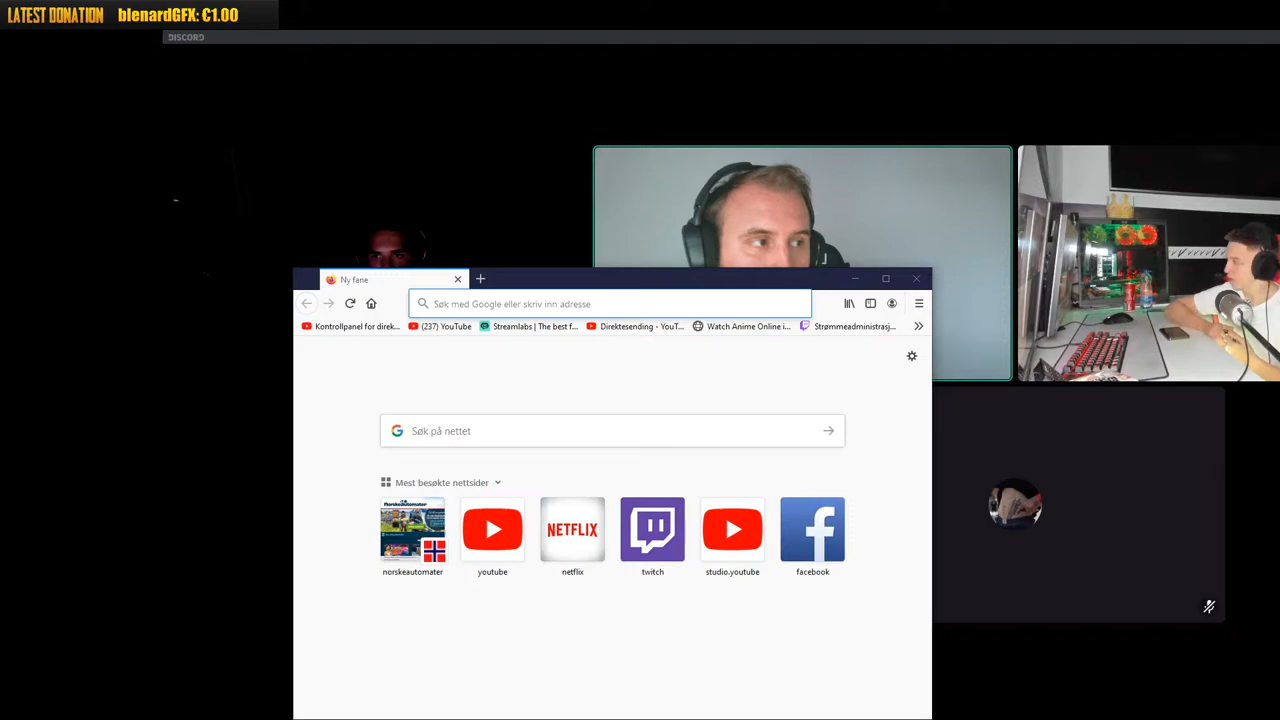 LATEST DONATION blenardGFX: €1.00
DISCORD
Ny fane
Søk med Google eller skriv inn adresse
Kontrollpanel for direk... (237) YouTube Streamlabs | The best f... Direktesending - YouT... Watch Anime Online i... Strømmeadministrasj...
Søk på nettet
Mest besøkte nettsider
norskeautomater
NETFLIX
norskeautomater youtube netflix twitch studio.youtube facebook